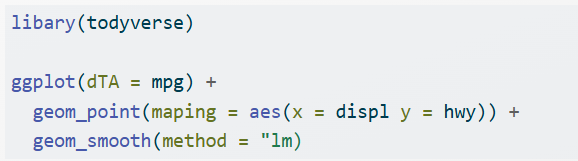 libary(todyverse)

ggplot(dTA = mpg) +
  geom_point(maping = aes(x = displ y = hwy)) +
  geom_smooth(method = "lm)